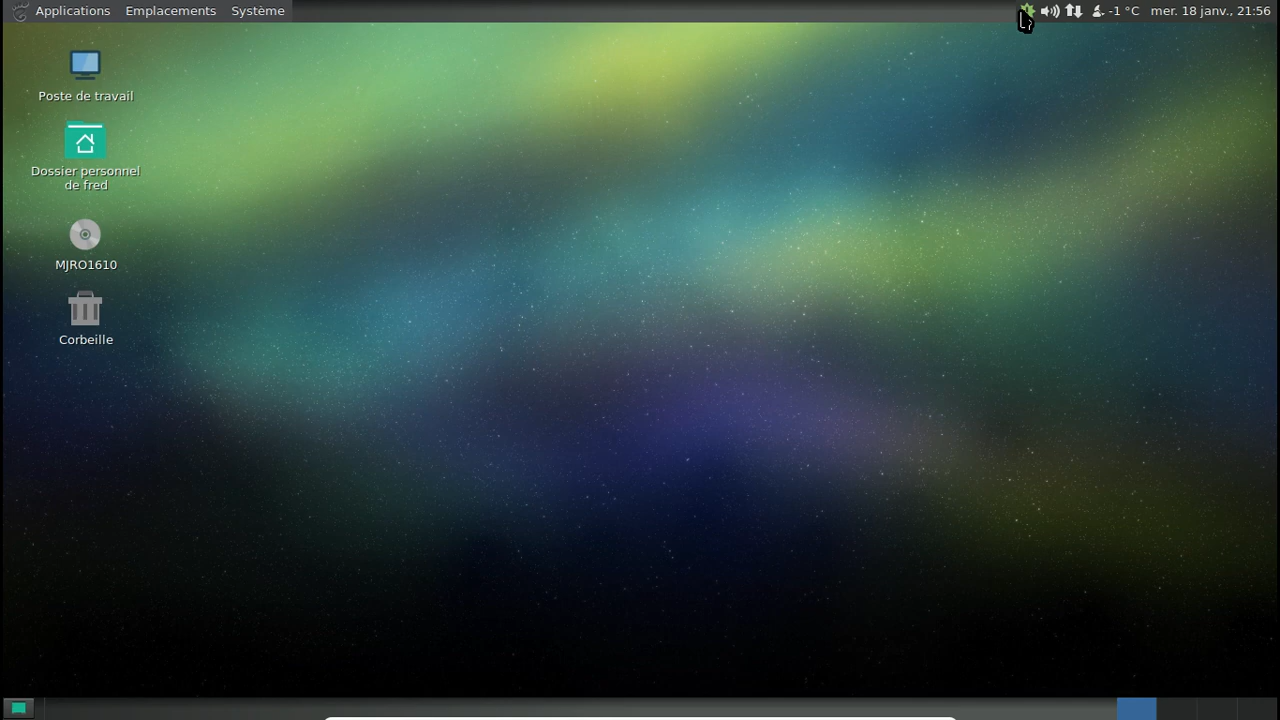 Applications Emplacements Système -1 °C mer. 18 janv., 21:56
Poste de travail
Dossier personnel
de fred
MJRO1610
Corbeille